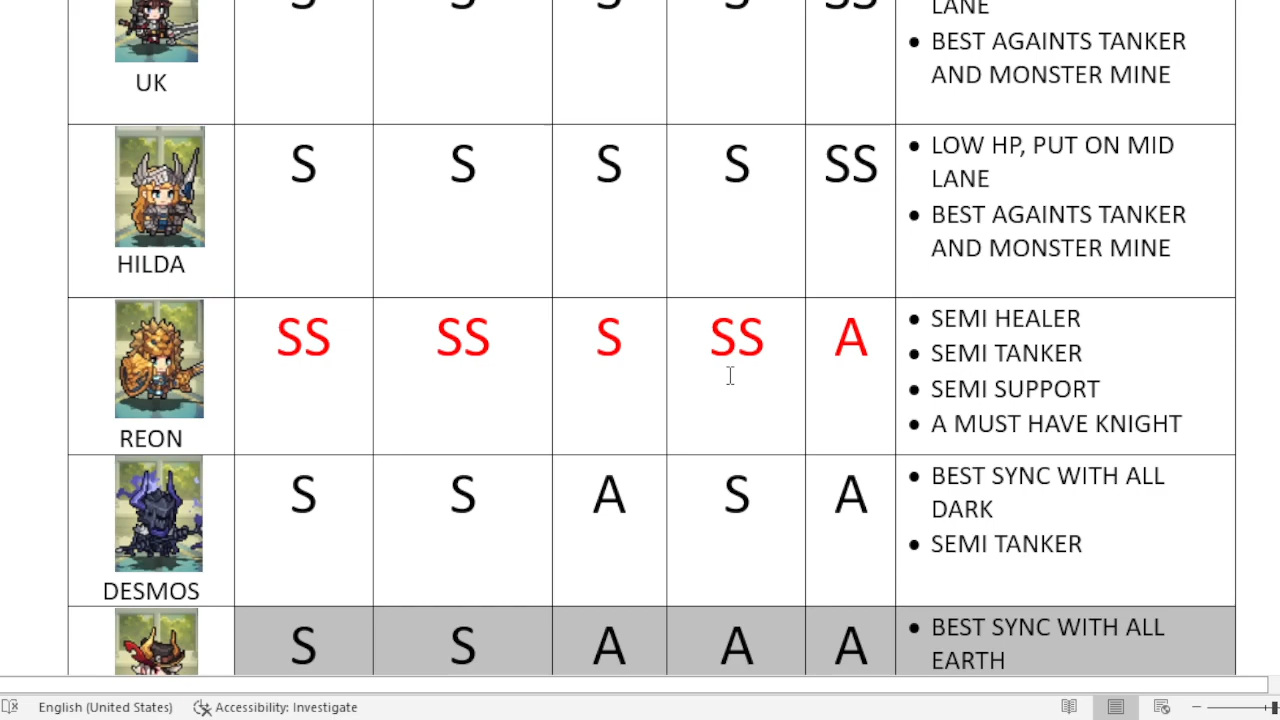 S S S S SS
LANE
BEST AGAINTS TANKER
AND MONSTER MINE
UK
S S S S SS
LOW HP, PUT ON MID
LANE
BEST AGAINTS TANKER
AND MONSTER MINE
HILDA
SS SS S SS A
SEMI HEALER
SEMI TANKER
SEMI SUPPORT
A MUST HAVE KNIGHT
REON
S S A S A
BEST SYNC WITH ALL
DARK
SEMI TANKER
DESMOS
S S A A A
BEST SYNC WITH ALL
EARTH
English (United States) Accessibility: Investigate